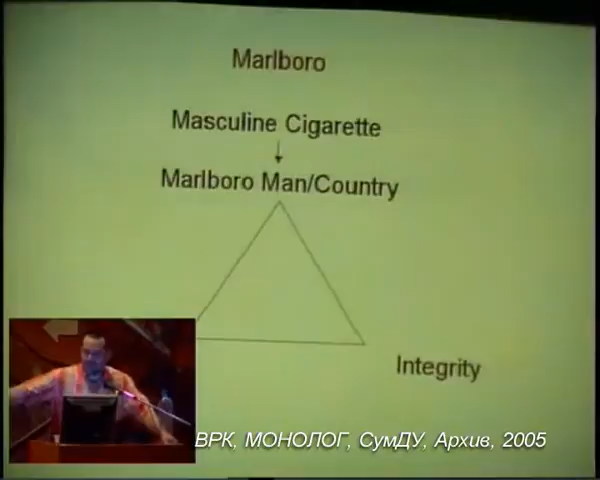 Marlboro
Masculine Cigarette
Marlboro Man/Country
Integrity
ВРК, МОНОЛОГ, СумДУ, Архив, 2005